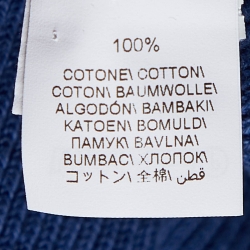 100%
COTONE\ COTTON\
COTON\ BAUMWOLLE\
ALGODÓN\ BAMBAKI\
KATOEN\ BOMULD\
ПАМУК\ BAVLNA\
BUMBAC\ ХЛОПОК\
コットン\ 全棉\ قطن